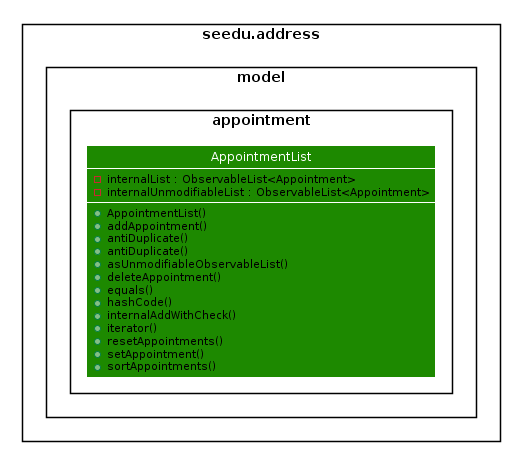 seedu.address
model
appointment
AppointmentList
internalList : ObservableList<Appointment>
internalUnmodifiableList : ObservableList<Appointment>
AppointmentList()
addAppointment()
antiDuplicate()
antiDuplicate()
asUnmodifiableObservableList()
deleteAppointment()
equals()
hashCode()
internalAddWithCheck()
iterator()
resetAppointments()
setAppointment()
sortAppointments()